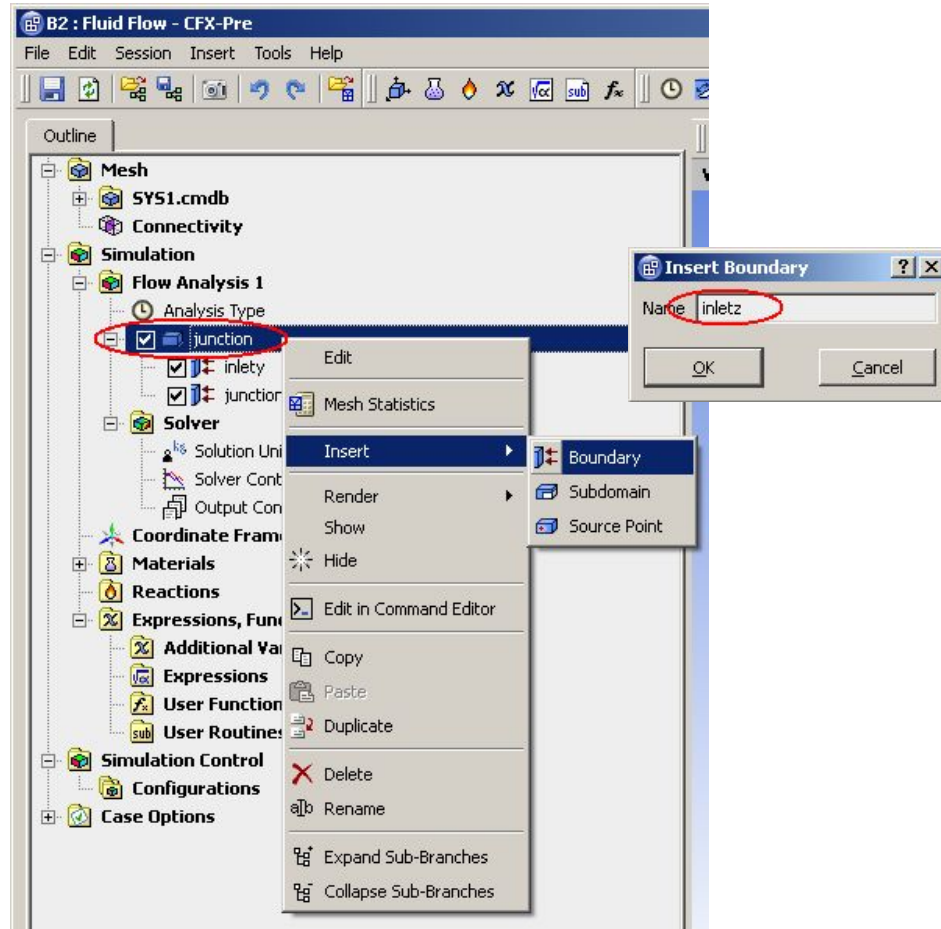 B2 : Fluid Flow - CFX-Pre
File Edit Session Insert Tools Help
Outline
Mesh
SYS1.cmdb
Connectivity
Simulation
Flow Analysis 1
Analysis Type
junction
inlety
junction
Solver
Solution Uni
Solver Cont
Output Con
Coordinate Fram
Materials
Reactions
Expressions, Fun
Additional Va
Expressions
User Function
User Routines
Simulation Control
Configurations
Case Options
Edit
Mesh Statistics
Insert
Render
Show
Hide
Edit in Command Editor
Copy
Paste
Duplicate
Delete
Rename
Expand Sub-Branches
Collapse Sub-Branches
Boundary
Subdomain
Source Point
Insert Boundary
Name inletz
OK Cancel